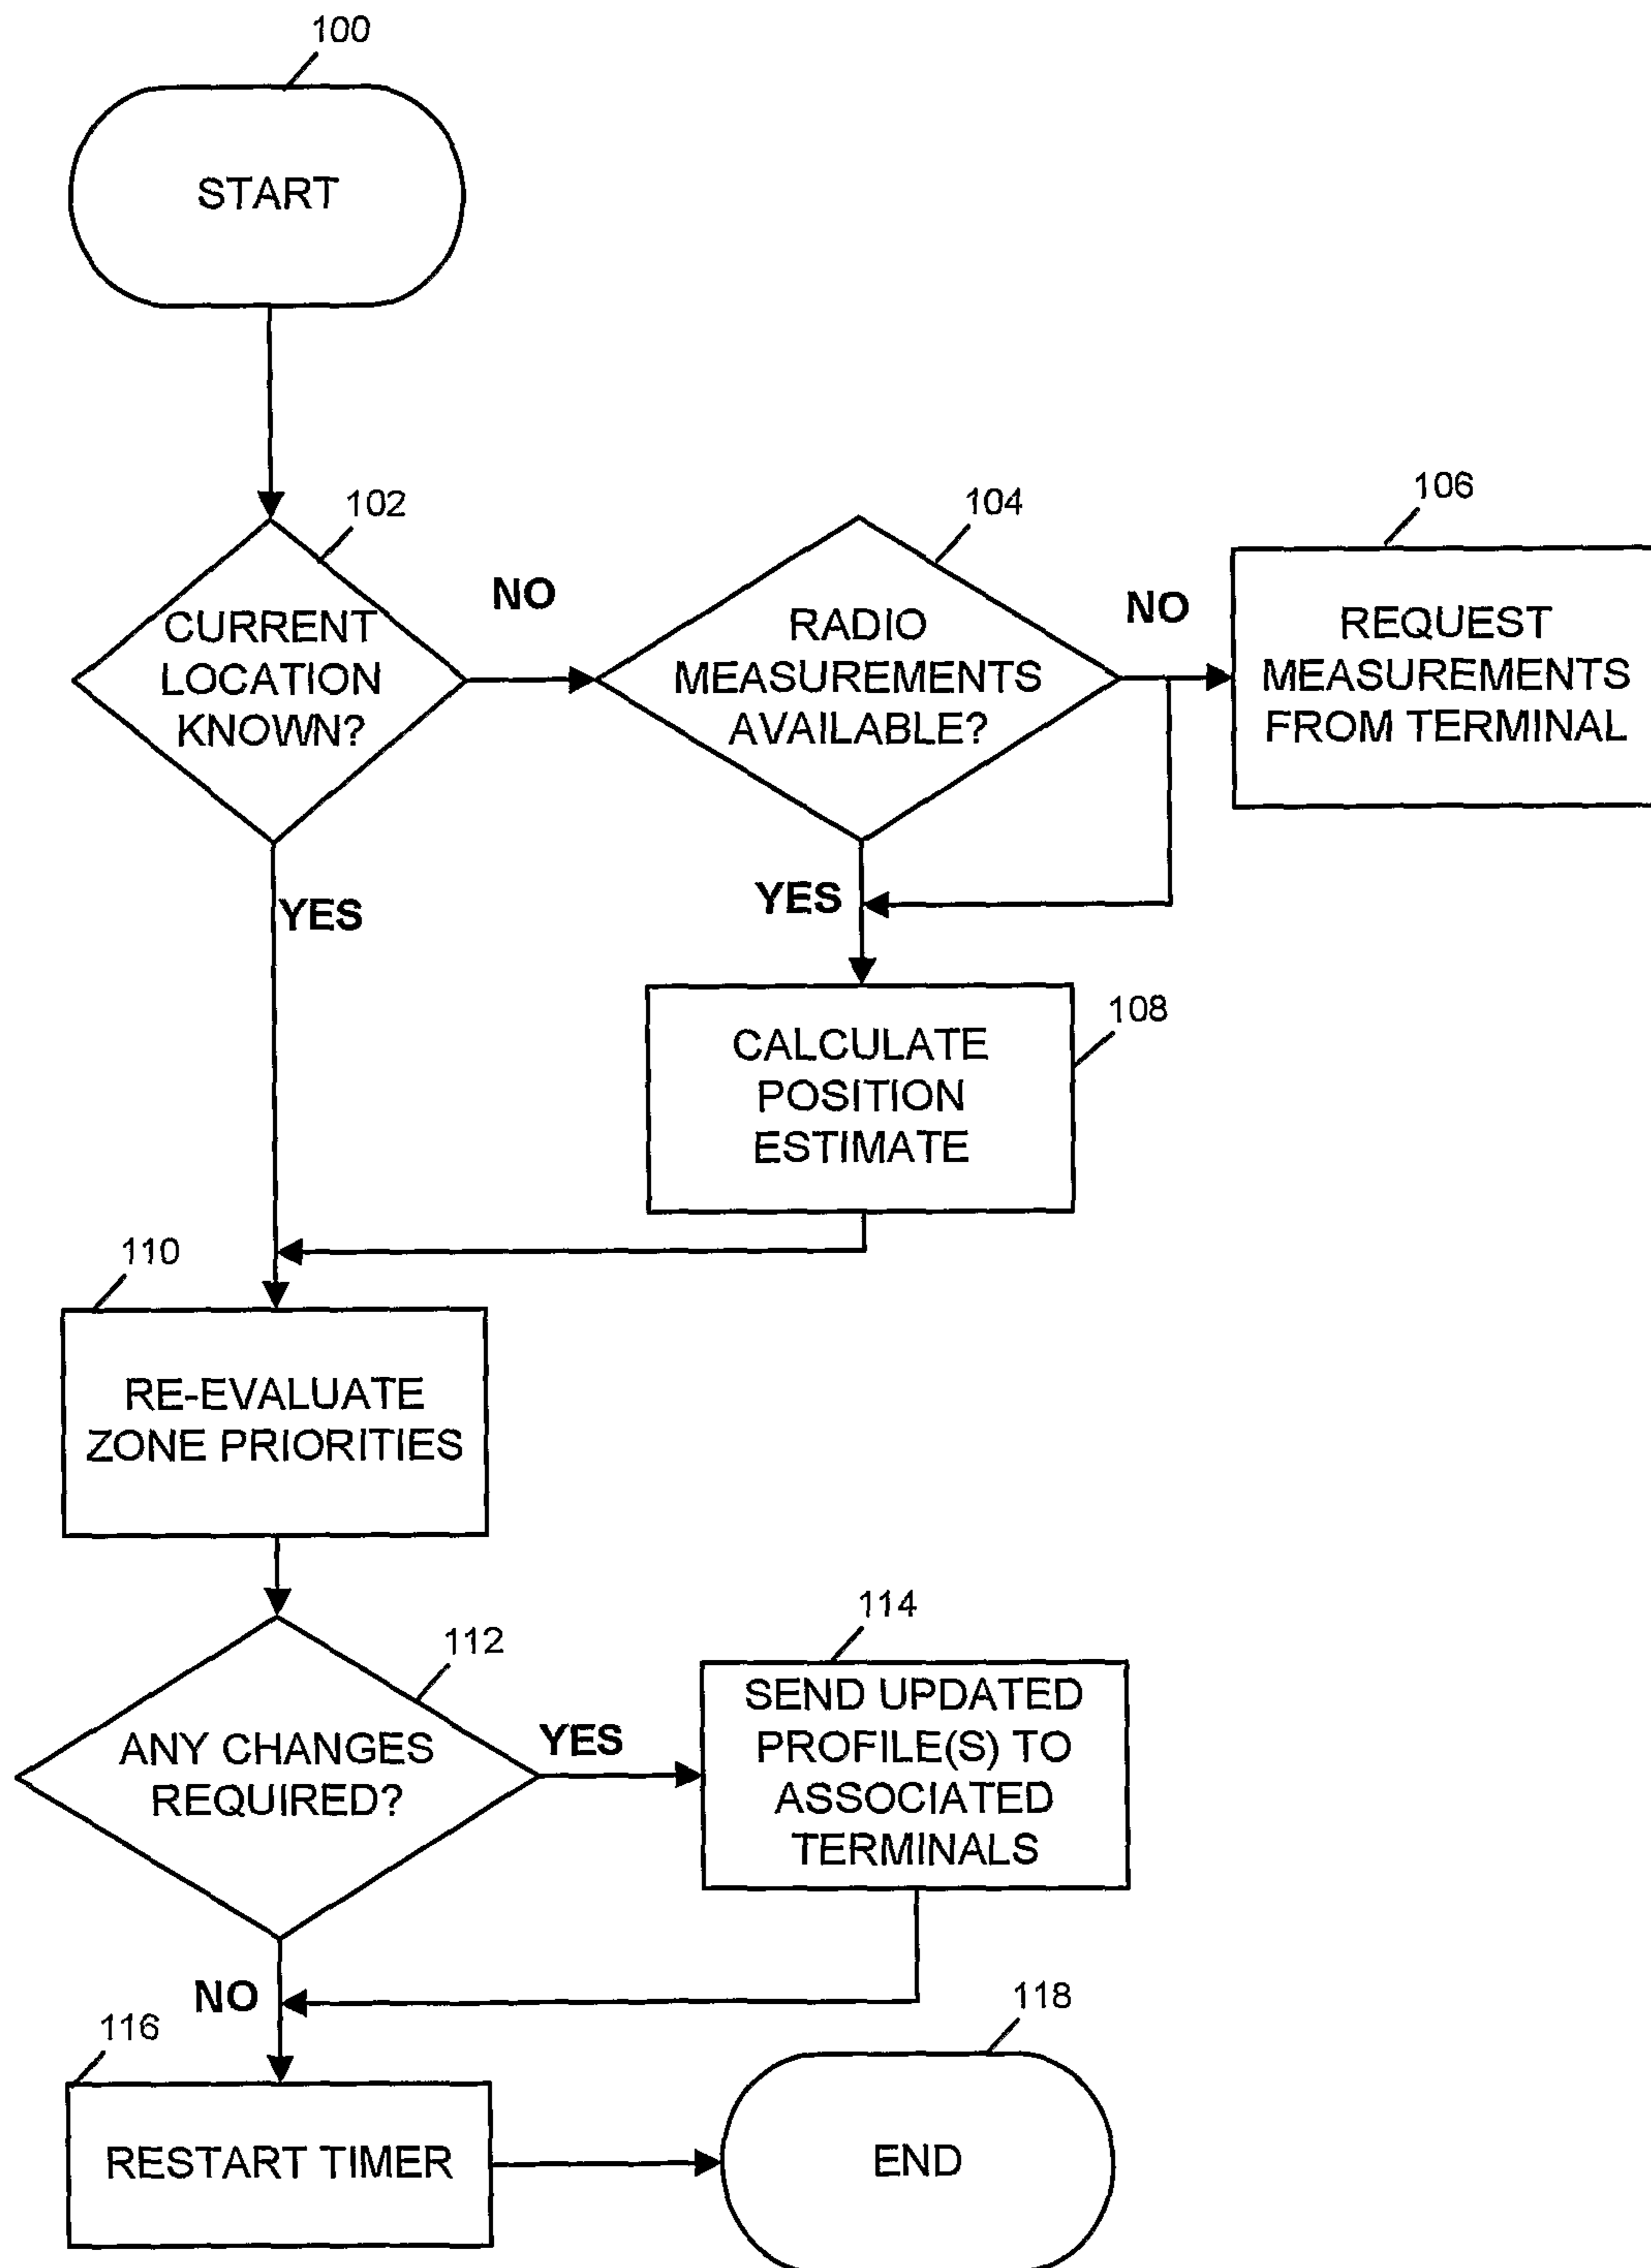 100
START
102
CURRENT
LOCATION
KNOWN?
NO
104
RADIO
MEASUREMENTS
AVAILABLE?
NO
106
REQUEST
MEASUREMENTS
FROM TERMINAL
YES
YES
108
CALCULATE
POSITION
ESTIMATE
110
RE-EVALUATE
ZONE PRIORITIES
112
ANY CHANGES
REQUIRED?
YES
114
SEND UPDATED
PROFILE(S) TO
ASSOCIATED
TERMINALS
NO
116
RESTART TIMER
118
END